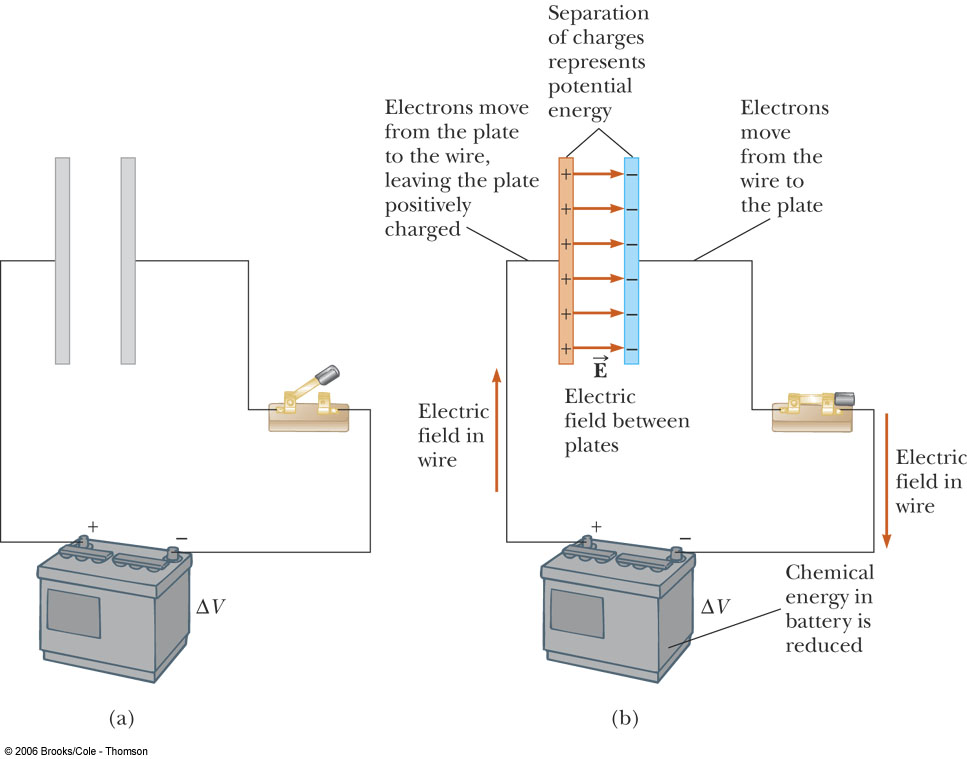 Separation
of charges
represents
potential
energy
Electrons move
from the plate
to the wire,
leaving the plate
positively
charged
Electrons
move
from the
wire to
the plate
+ −
+ −
+ −
+ −
+ −
+ −
E
Electric
field between
plates
Electric
field in
wire
Electric
field in
wire
+ −
ΔV
+ −
ΔV
Chemical
energy in
battery is
reduced
(a)
(b)
© 2006 Brooks/Cole - Thomson